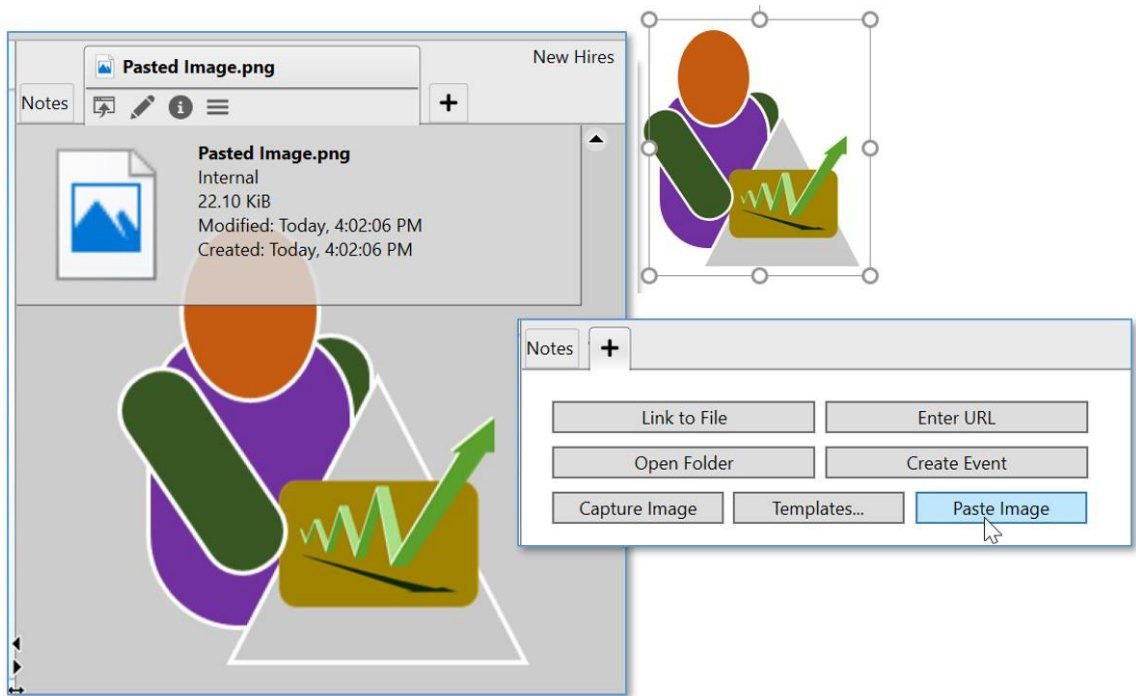 New Hires
Pasted Image.png
Notes
Pasted Image.png
Internal
22.10 KiB
Modified: Today, 4:02:06 PM
Created: Today, 4:02:06 PM
Notes
Link to File
Enter URL
Open Folder
Create Event
Capture Image
Templates...
Paste Image